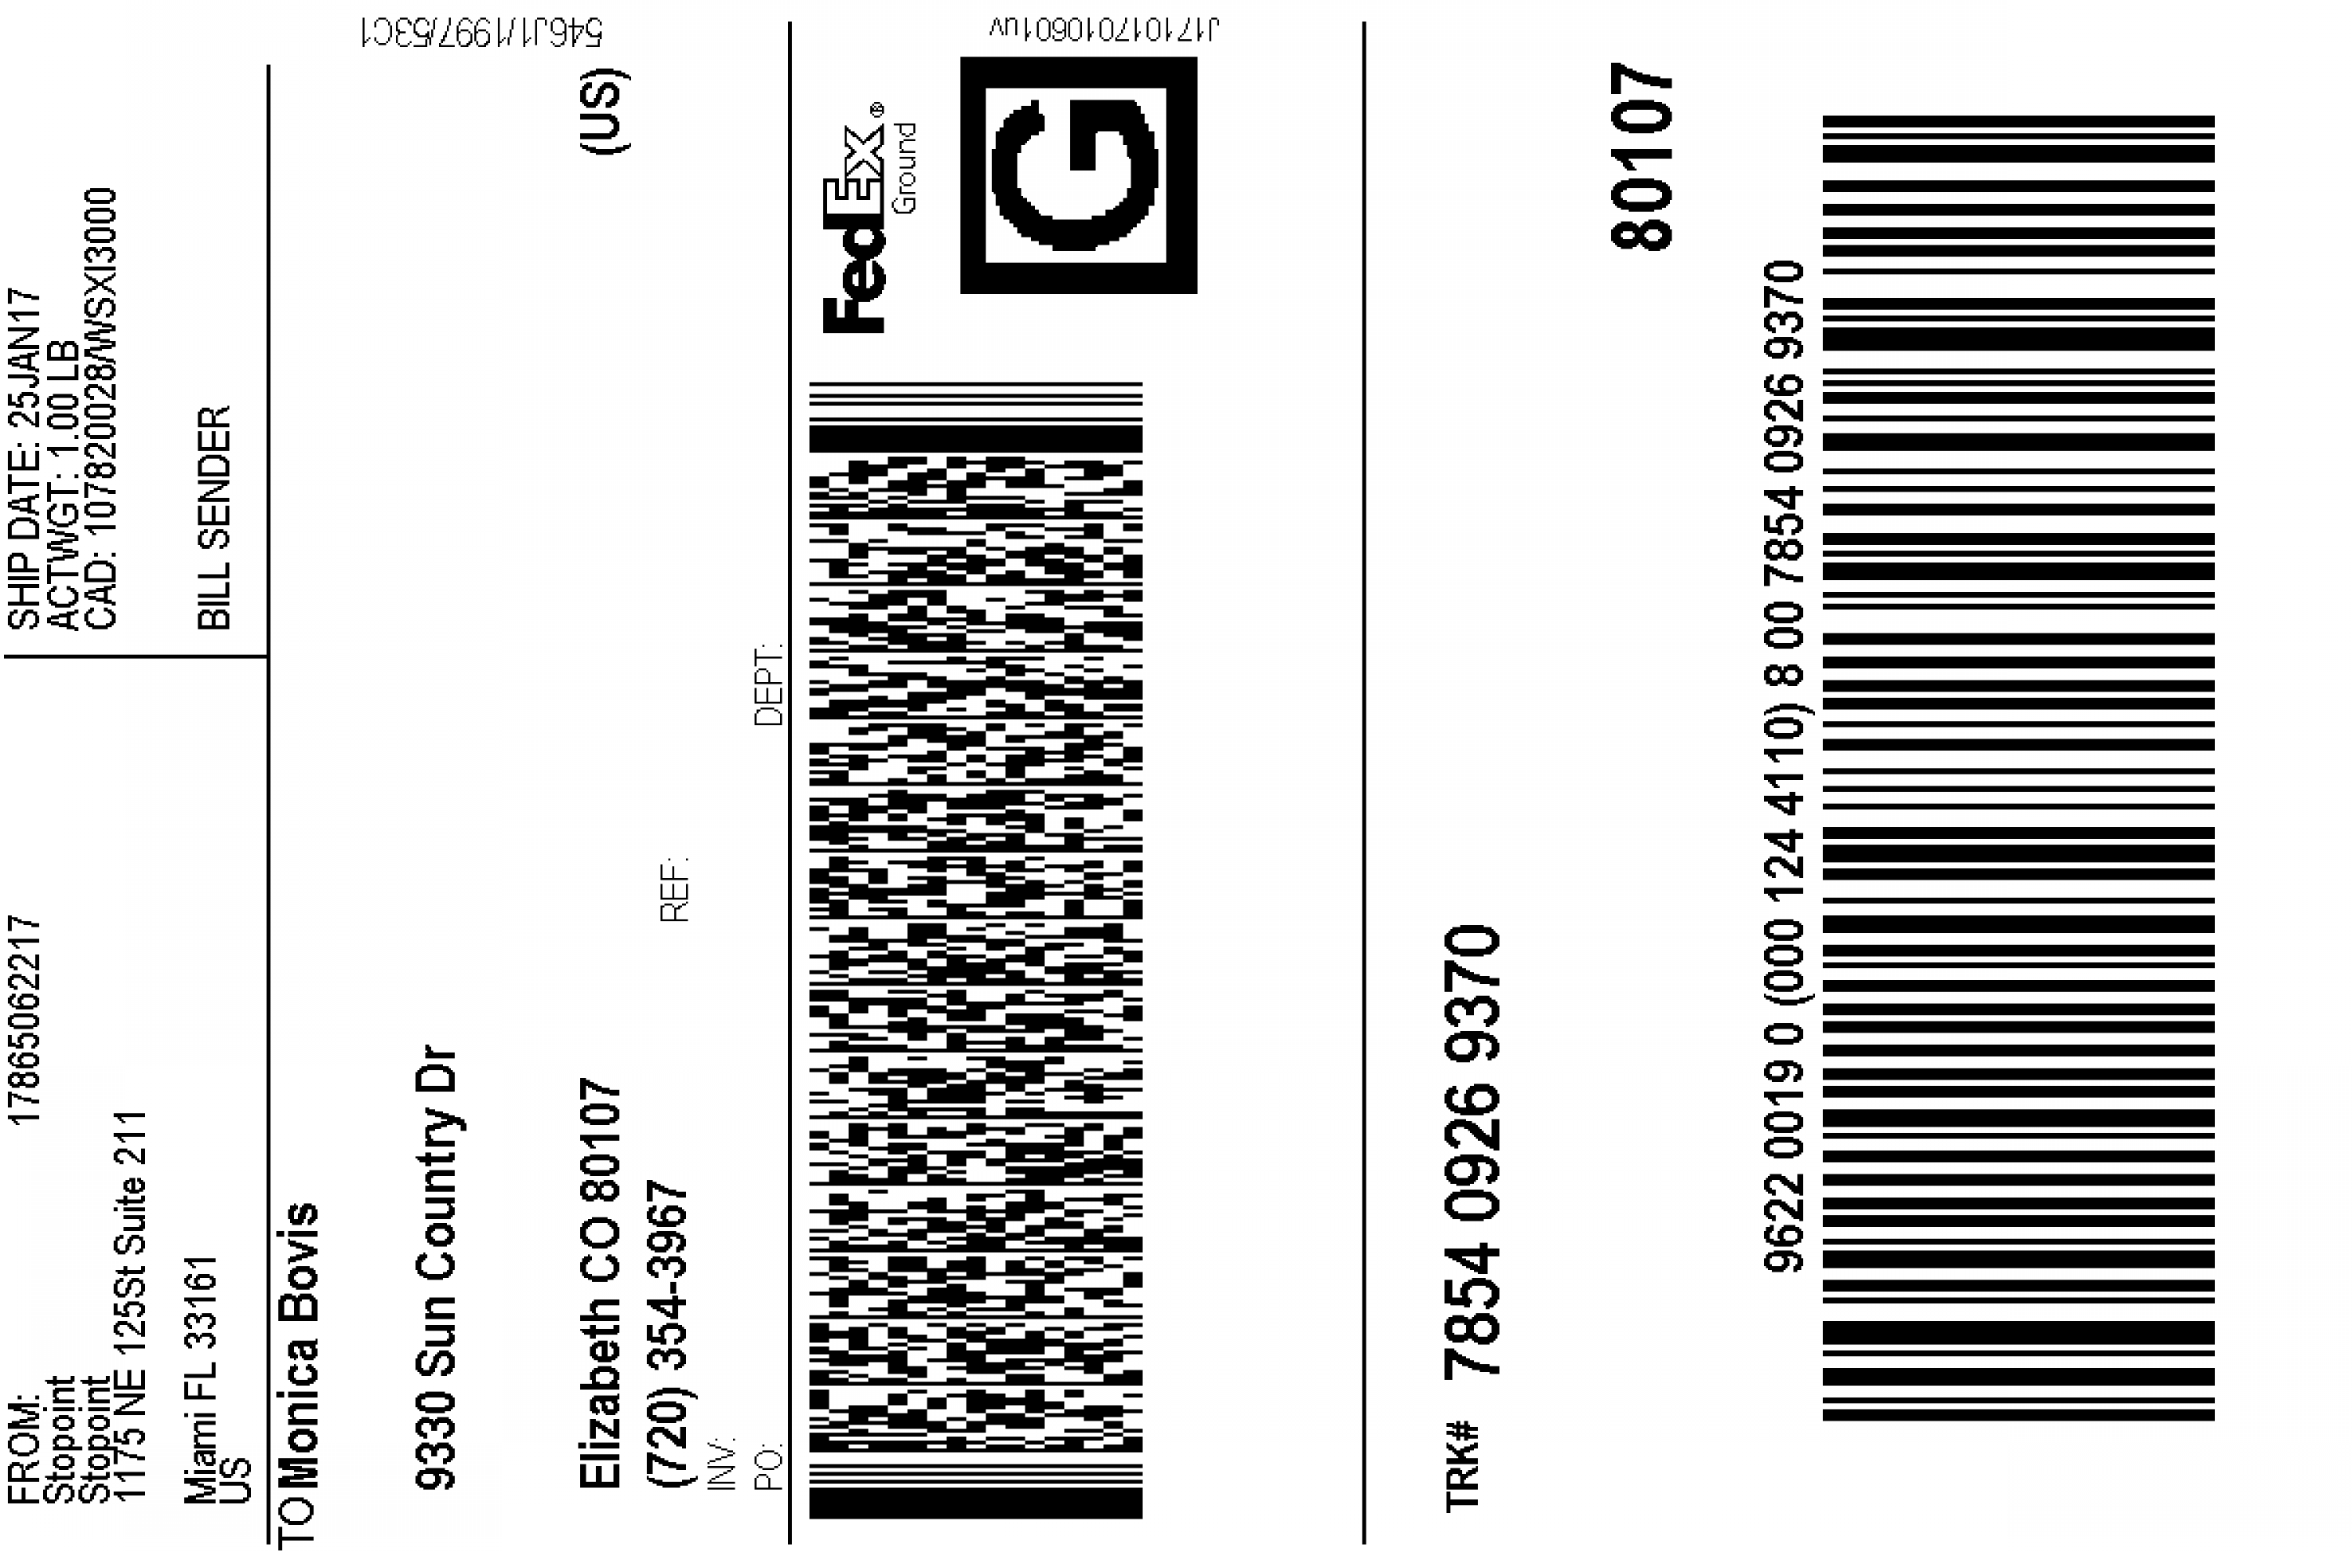 FROM: 17865062217
Stopoint
Stopoint
1175 NE 125St Suite 211
Miami FL 33161
US
SHIP DATE: 25JAN17
ACTWGT: 1.00 LB
CAD: 107820028/WSXI3000
BILL SENDER
TO Monica Bovis
9330 Sun Country Dr
Elizabeth CO 80107
(US)
(720) 354-3967
REF:
INV:
PO:
DEPT:
546J1/1997/53C1
FedEx®
Ground
G
J171017010601uv
TRK# 7854 0926 9370
80107
9622 0019 0 (000 124 4110) 8 00 7854 0926 9370